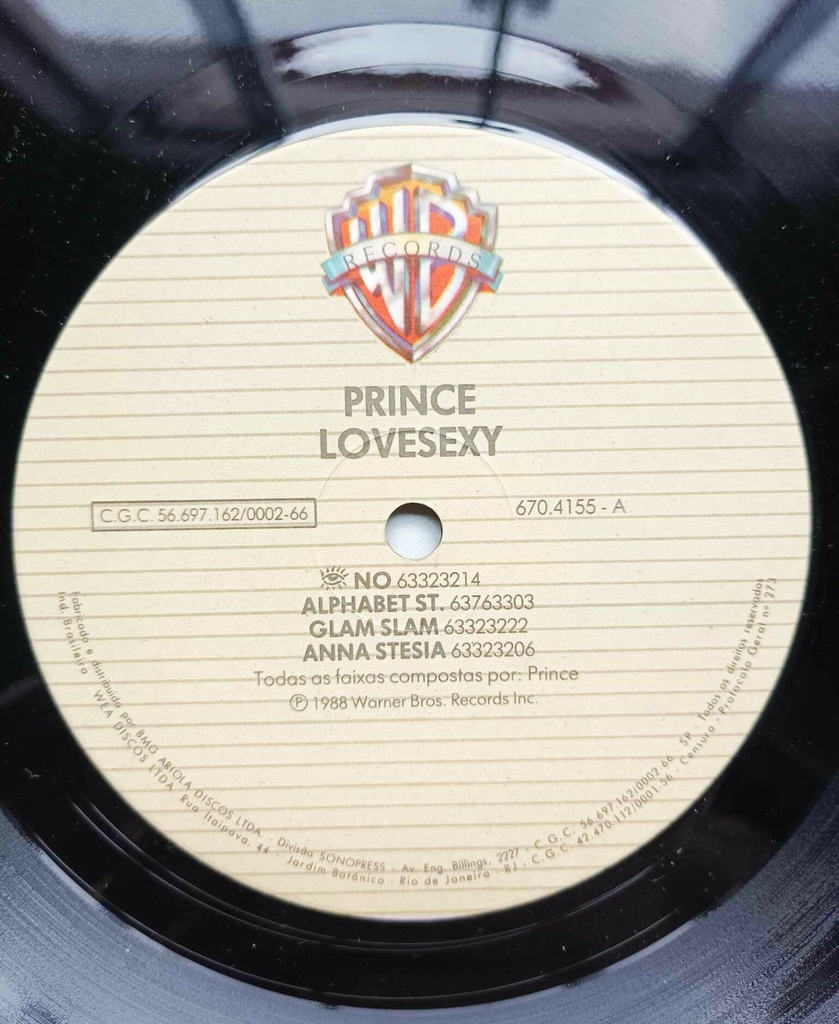 WB
RECORDS
PRINCE
LOVESEXY
C.G.C. 56.697.162/0002-66
670.4155 - A
NO 63323214
ALPHABET ST. 63763303
GLAM SLAM 63323222
ANNA STESIA 63323206
Todas as faixas compostas por: Prince
Ⓟ 1988 Warner Bros. Records Inc.
Fabricado e distribuído por BMG ARIOLA DISCOS LTDA. Divisão SONOPRESS - Av. Eng. Billings, 2227 - C.G.C. 56.697.162/0002-66 - SP - Todos os direitos reservados
Ind. Brasileira - WEA DISCOS LTDA. Rua Itaipava, 44 - Jardim Botânico - Rio de Janeiro - RJ - C.G.C. 42.470.112/0001-56 - Censura - Protocolo Geral nº 273